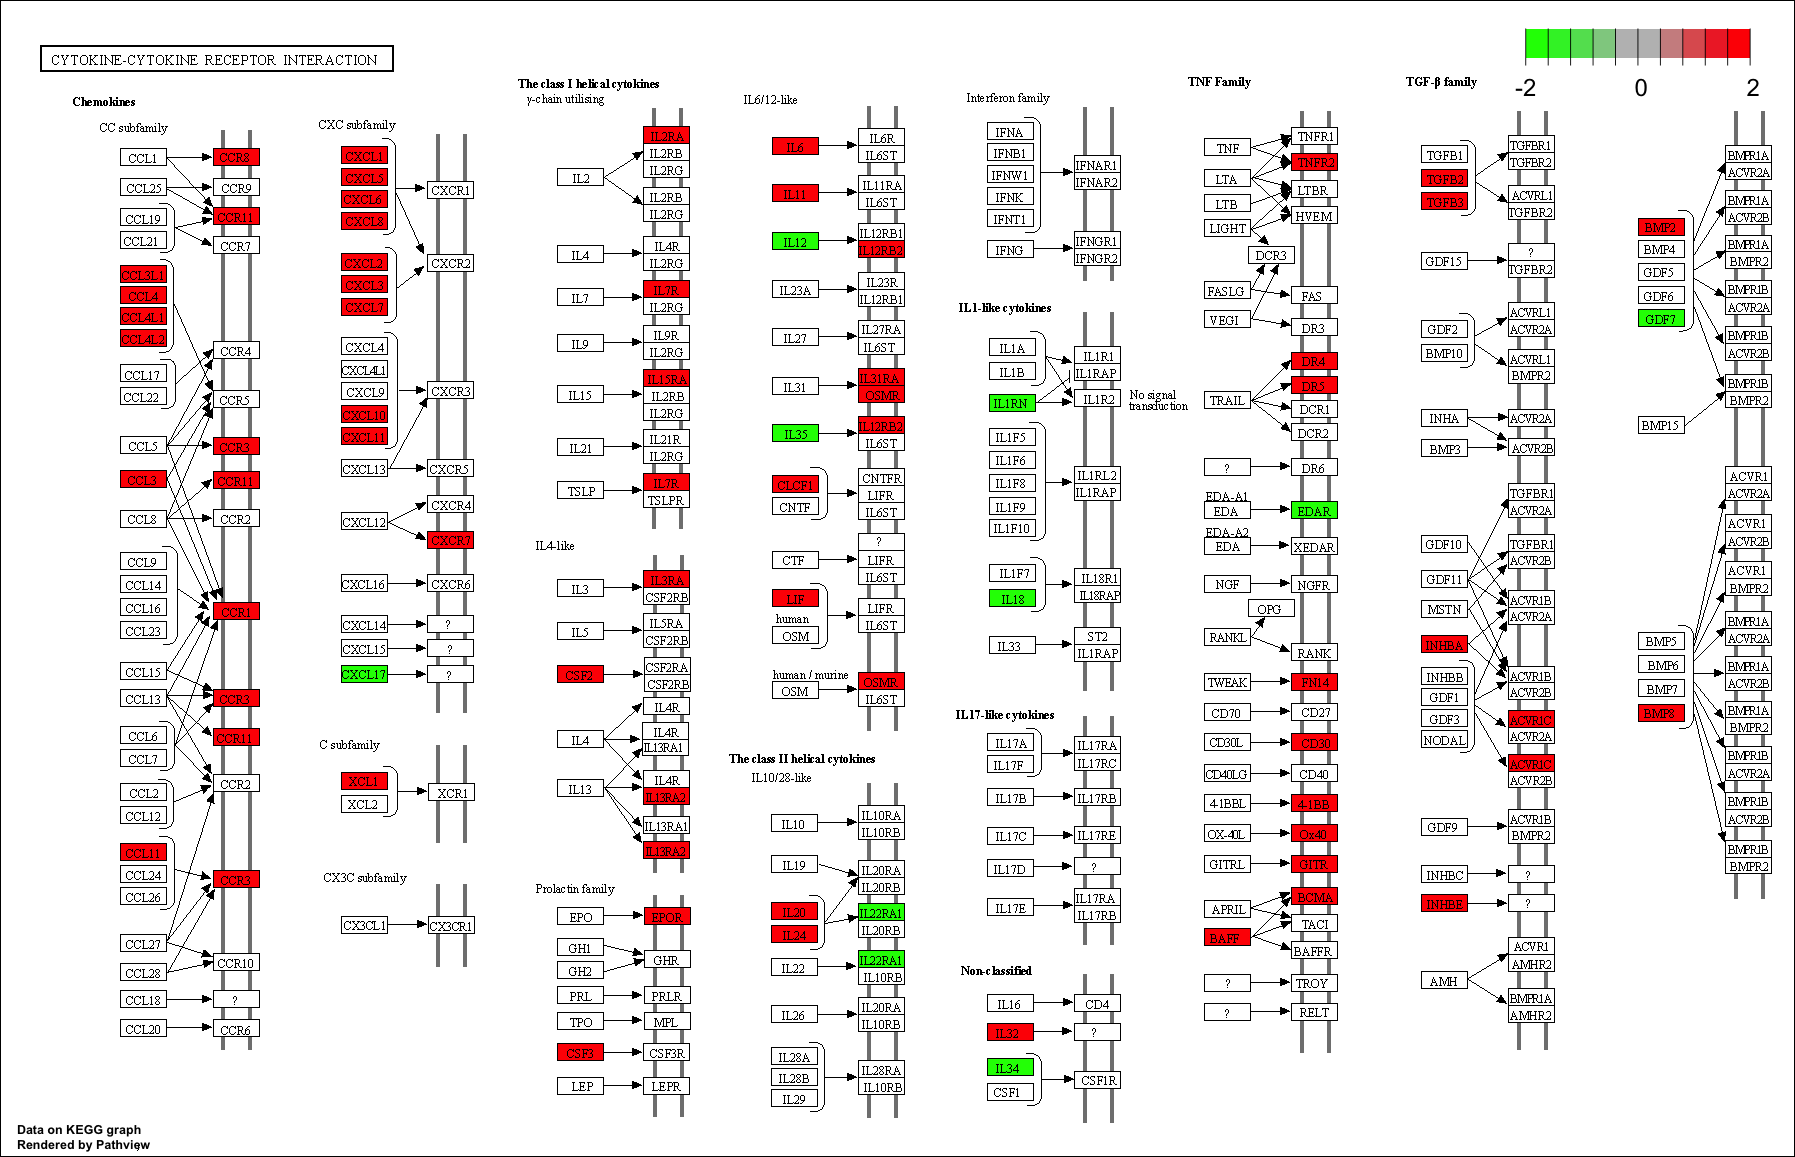 CYTOKINE-CYTOKINE RECEPTOR INTERACTION
-2
0
2
Chemokines
CC subfamily
CCL1
CCR8
CCL25
CCR9
CCL19
CCR11
CCL21
CCR7
CCL3L1
CCL4
CCL4L1
CCL4L2
CCR4
CCL17
CCL22
CCR5
CCL5
CCR3
CCL3
CCR11
CCL8
CCR2
CCL9
CCL14
CCL16
CCL23
CCR1
CCL15
CCL13
CCR3
CCL6
CCR11
CCL7
CCR2
CCL2
CCL12
CCL11
CCL24
CCL26
CCR3
CCL27
CCR10
CCL28
CCL18
?
CCL20
CCR6
CXC subfamily
CXCL1
CXCL5
CXCL6
CXCL8
CXCR1
CXCL2
CXCL3
CXCL7
CXCR2
CXCL4
CXCL4L1
CXCL9
CXCL10
CXCL11
CXCR3
CXCL13
CXCR5
CXCL12
CXCR4
CXCR7
CXCL16
CXCR6
CXCL14
?
CXCL15
?
CXCL17
?
C subfamily
XCL1
XCL2
XCR1
CX3C subfamily
CX3CL1
CX3CR1
The class I helical cytokines
γ-chain utilising
IL2
IL2RA
IL2RB
IL2RG
IL2RB
IL2RG
IL4
IL4R
IL2RG
IL7
IL7R
IL2RG
IL9
IL9R
IL2RG
IL15
IL15RA
IL2RB
IL2RG
IL21
IL21R
IL2RG
TSLP
IL7R
TSLPR
IL4-like
IL3
IL3RA
CSF2RB
IL5
IL5RA
CSF2RB
CSF2
CSF2RA
CSF2RB
IL4R
IL4
IL4R
IL13RA1
IL13
IL4R
IL13RA2
IL13RA1
IL13RA2
Prolactin family
EPO
EPOR
GH1
GH2
GHR
PRL
PRLR
TPO
MPL
CSF3
CSF3R
LEP
LEPR
IL6/12-like
IL6
IL6R
IL6ST
IL11
IL11RA
IL6ST
IL12
IL12RB1
IL12RB2
IL23A
IL23R
IL12RB1
IL27
IL27RA
IL6ST
IL31
IL31RA
OSMR
IL35
IL12RB2
IL6ST
CLCF1
CNTF
CNTFR
LIFR
IL6ST
CTF
?
LIFR
IL6ST
LIF
human
OSM
LIFR
IL6ST
human / murine
OSM
OSMR
IL6ST
The class II helical cytokines
IL10/28-like
IL10
IL10RA
IL10RB
IL19
IL20RA
IL20RB
IL20
IL24
IL22RA1
IL20RB
IL22
IL22RA1
IL10RB
IL26
IL20RA
IL10RB
IL28A
IL28B
IL29
IL28RA
IL10RB
Interferon family
IFNA
IFNB1
IFNW1
IFNK
IFNT1
IFNAR1
IFNAR2
IFNG
IFNGR1
IFNGR2
IL1-like cytokines
IL1A
IL1B
IL1R1
IL1RAP
IL1RN
IL1R2
No signal
transduction
IL1F5
IL1F6
IL1F8
IL1F9
IL1F10
IL1RL2
IL1RAP
IL1F7
IL18
IL18R1
IL18RAP
IL33
ST2
IL1RAP
IL17-like cytokines
IL17A
IL17F
IL17RA
IL17RC
IL17B
IL17RB
IL17C
IL17RE
IL17D
?
IL17E
IL17RA
IL17RB
Non-classified
IL16
CD4
IL32
?
IL34
CSF1
CSF1R
TNF Family
TNF
TNFR1
TNFR2
LTA
LTB
LTBR
LIGHT
HVEM
DCR3
FASLG
FAS
VEGI
DR3
TRAIL
DR4
DR5
DCR1
DCR2
?
DR6
EDA-A1
EDA
EDAR
EDA-A2
EDA
XEDAR
NGF
NGFR
OPG
RANKL
RANK
TWEAK
FN14
CD70
CD27
CD30L
CD30
CD40LG
CD40
4-1BBL
4-1BB
OX-40L
Ox40
GITRL
GITR
APRIL
BCMA
TACI
BAFF
BAFFR
?
TROY
?
RELT
TGF-β family
TGFB1
TGFB2
TGFB3
TGFBR1
TGFBR2
ACVRL1
TGFBR2
GDF15
?
TGFBR2
GDF2
BMP10
ACVRL1
ACVR2A
ACVRL1
BMPR2
INHA
ACVR2A
BMP3
ACVR2B
TGFBR1
ACVR2A
GDF10
TGFBR1
ACVR2B
GDF11
MSTN
ACVR1B
ACVR2A
INHBA
INHBB
GDF1
GDF3
NODAL
ACVR1B
ACVR2B
ACVR1C
ACVR2A
ACVR1C
ACVR2B
GDF9
ACVR1B
BMPR2
INHBC
?
INHBE
?
AMH
ACVR1
AMHR2
BMPR1A
AMHR2
BMP2
BMP4
GDF5
GDF6
GDF7
BMP15
BMPR1A
ACVR2A
BMPR1A
ACVR2B
BMPR1A
BMPR2
BMPR1B
ACVR2A
BMPR1B
ACVR2B
BMPR1B
BMPR2
BMP5
BMP6
BMP7
BMP8
ACVR1
ACVR2A
ACVR1
ACVR2B
ACVR1
BMPR2
BMPR1A
ACVR2A
BMPR1A
ACVR2B
BMPR1A
BMPR2
BMPR1B
ACVR2A
BMPR1B
ACVR2B
BMPR1B
BMPR2
Data on KEGG graph
Rendered by Pathview